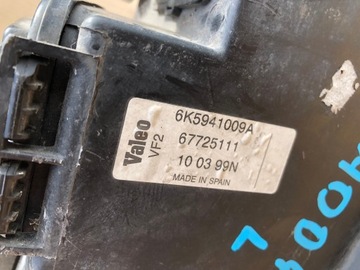 Valeo
VF2
6K5941009A
67725111
10 03 99N
MADE IN SPAIN
L